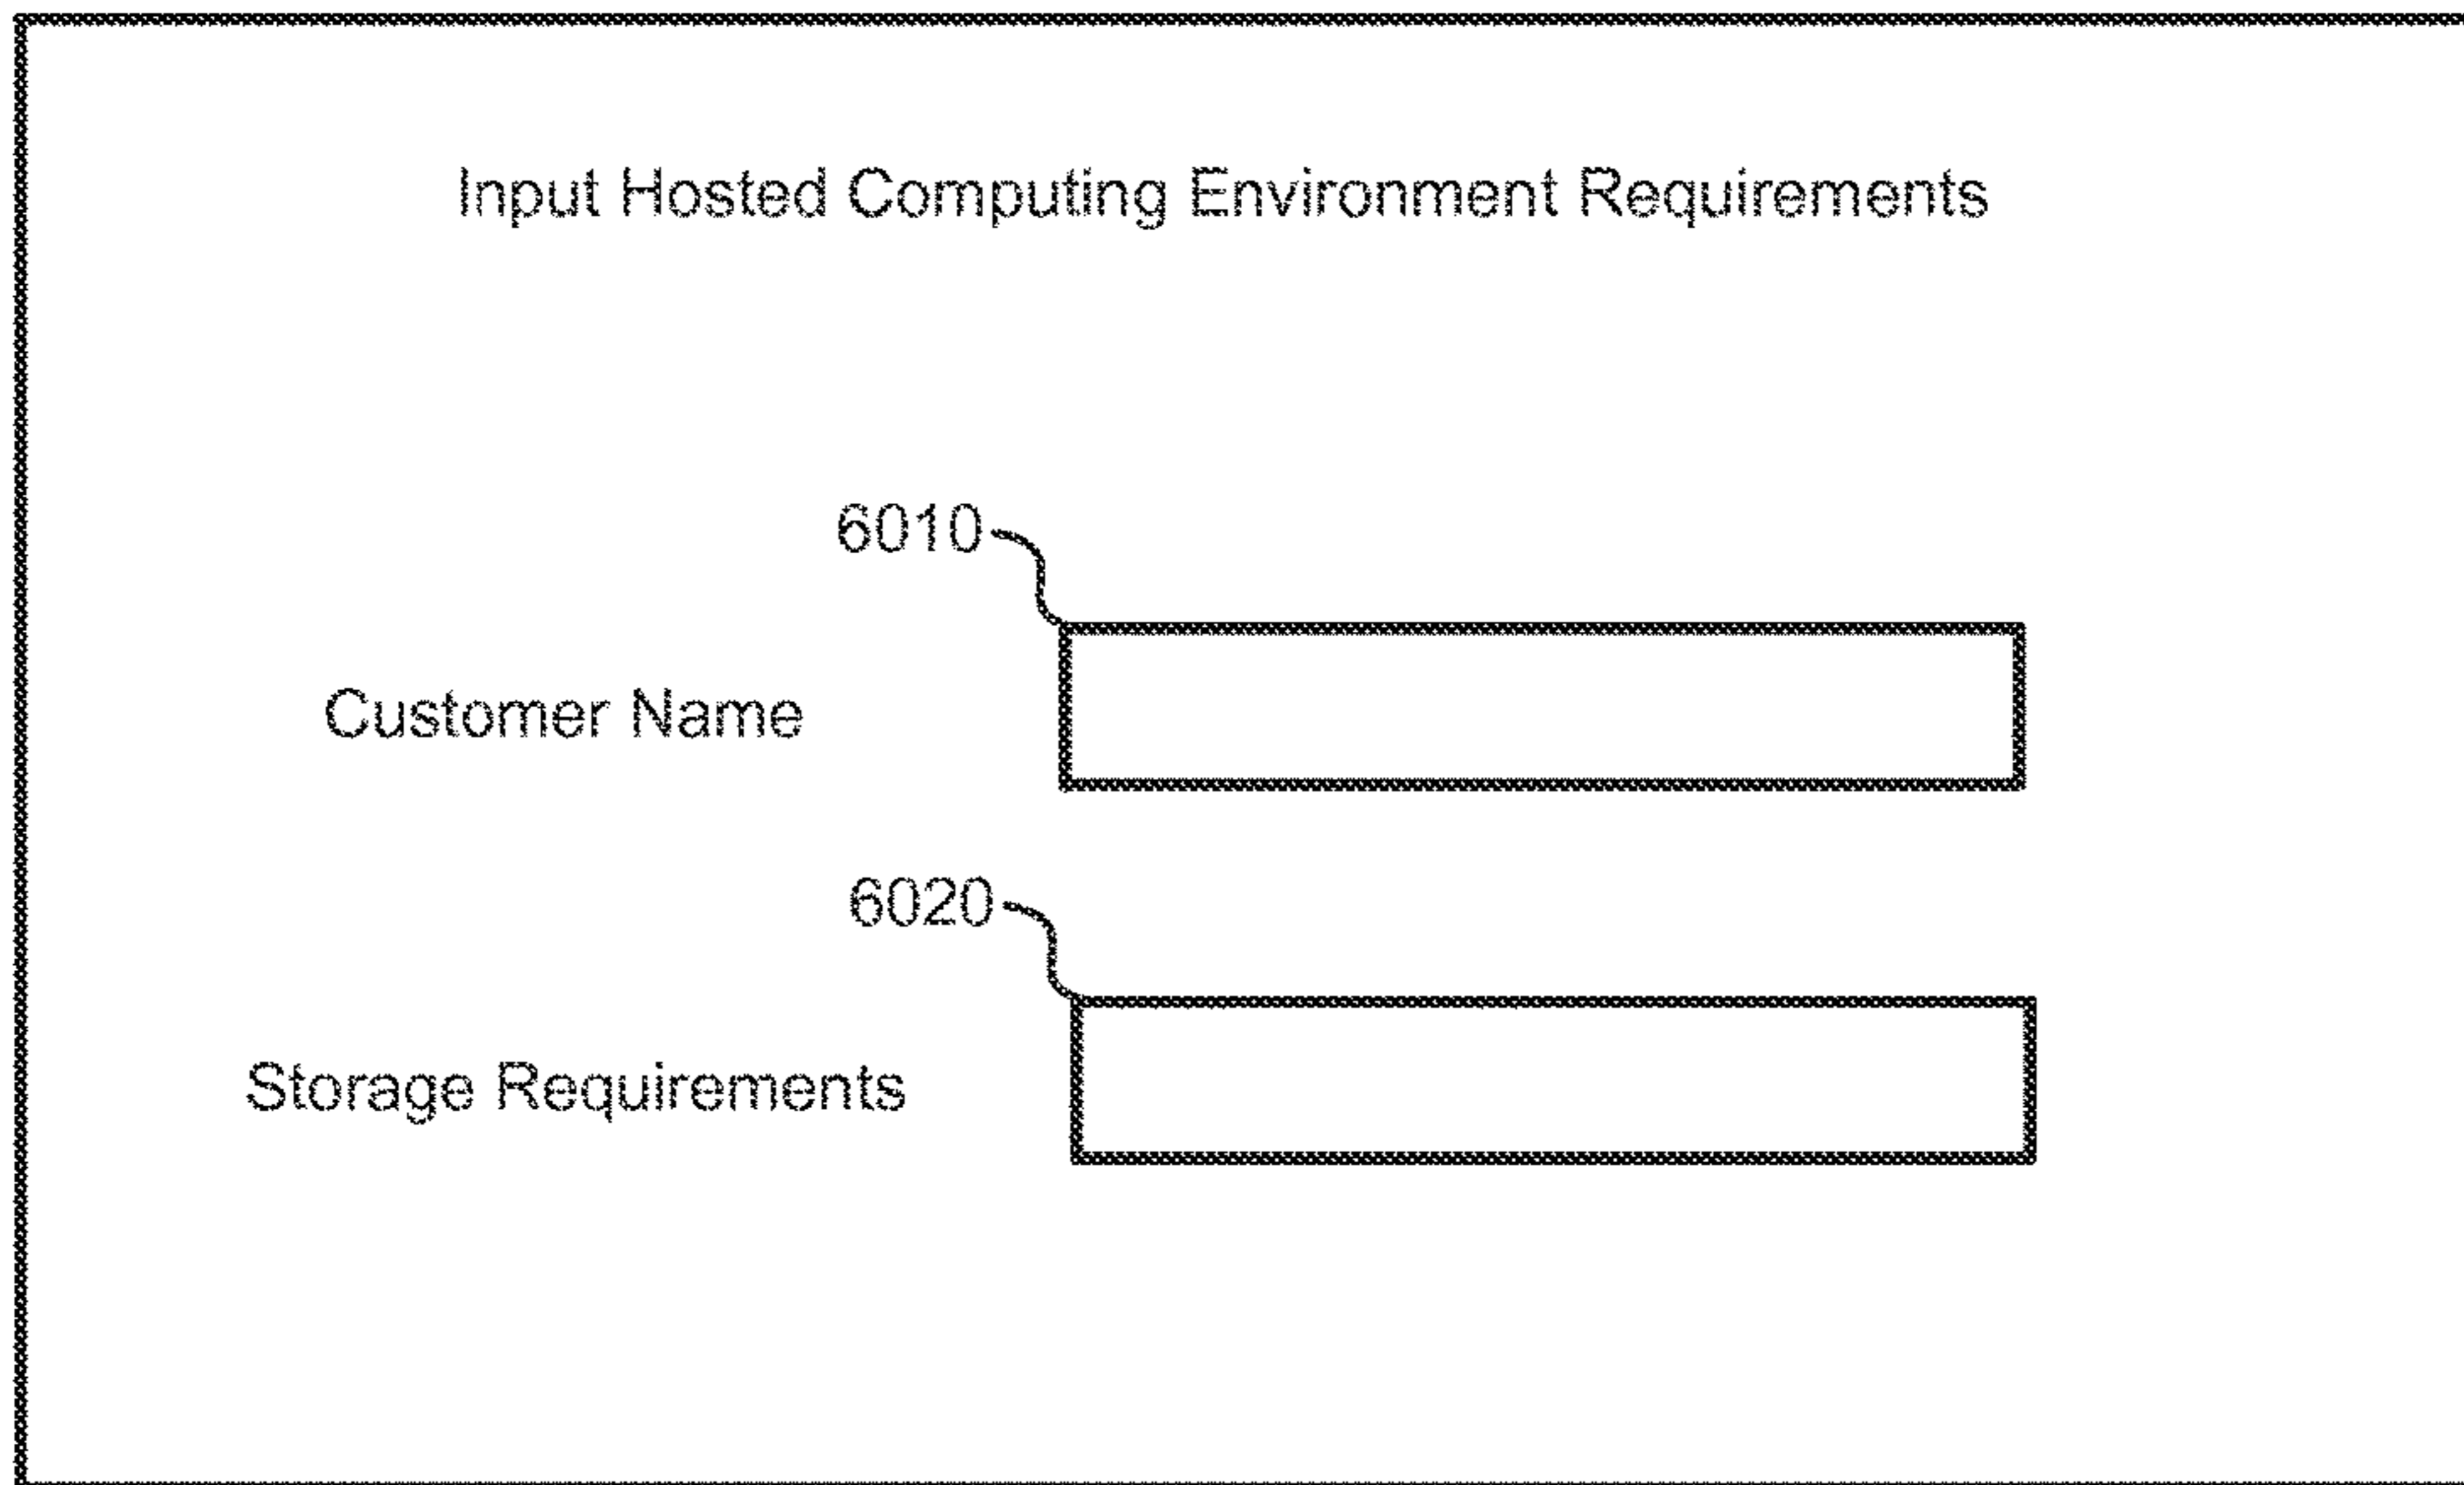 Input Hosted Computing Environment Requirements
6010
Customer Name
6020
Storage Requirements